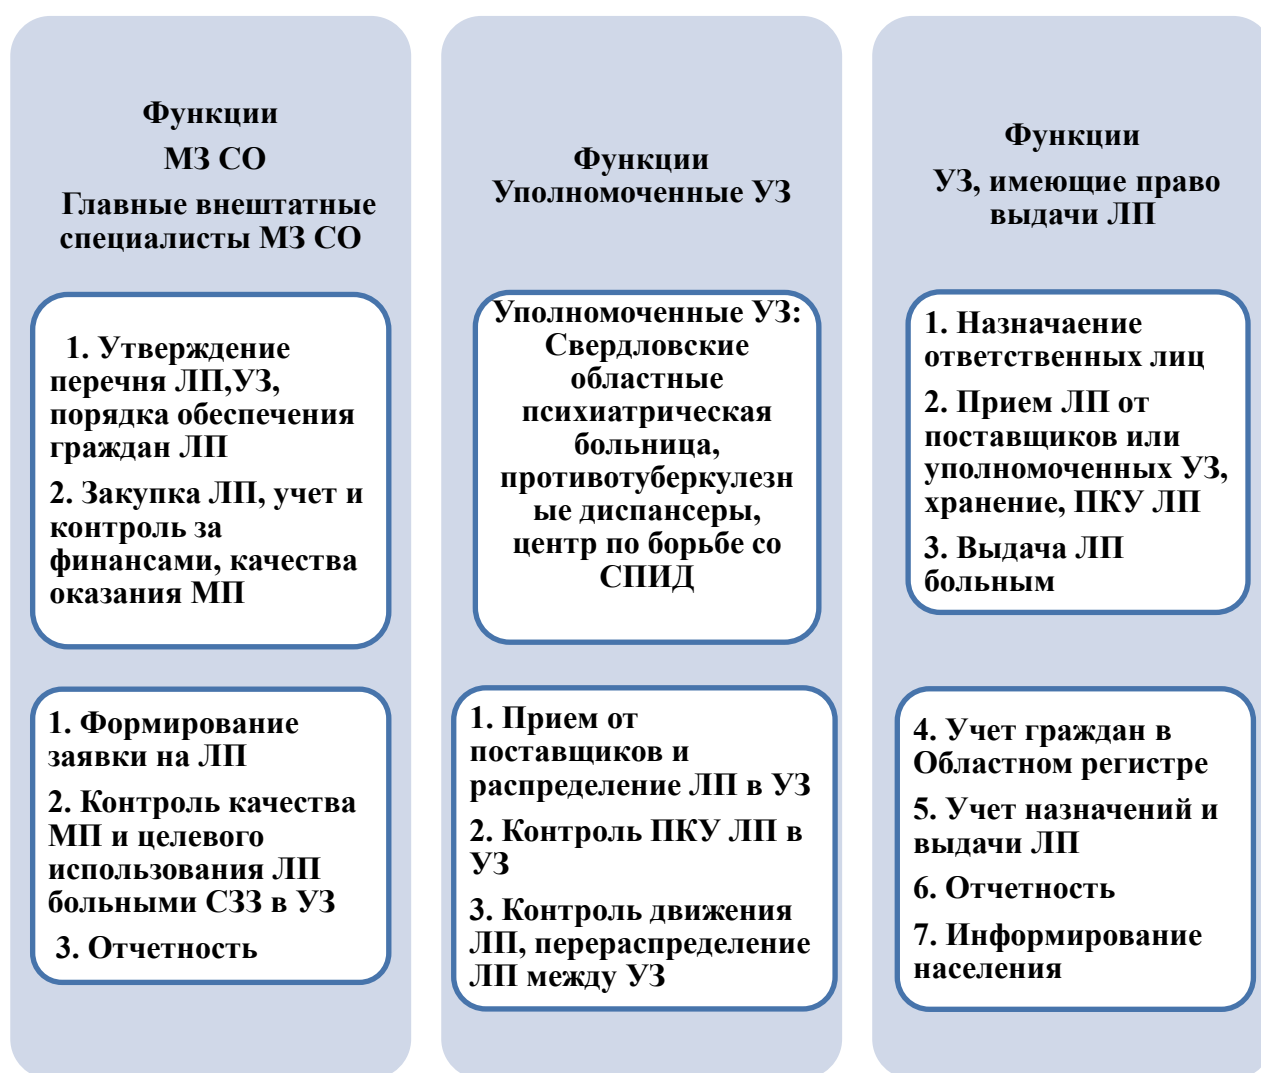 Функции
МЗ СО
Главные внештатные
специалисты МЗ СО
1. Утверждение
перечня ЛП,УЗ,
порядка обеспечения
граждан ЛП
2. Закупка ЛП, учет и
контроль за
финансами, качества
оказания МП
1. Формирование
заявки на ЛП
2. Контроль качества
МП и целевого
использования ЛП
больными СЗЗ в УЗ
3. Отчетность
Функции
Уполномоченные УЗ
Уполномоченные УЗ:
Свердловские
областные
психиатрическая
больница,
противотуберкулезн
ые диспансеры,
центр по борьбе со
СПИД
1. Прием от
поставщиков и
распределение ЛП в УЗ
2. Контроль ПКУ ЛП в
УЗ
3. Контроль движения
ЛП, перераспределение
ЛП между УЗ
Функции
УЗ, имеющие право
выдачи ЛП
1. Назначаение
ответственных лиц
2. Прием ЛП от
поставщиков или
уполномоченных УЗ,
хранение, ПКУ ЛП
3. Выдача ЛП
больным
4. Учет граждан в
Областном регистре
5. Учет назначений и
выдачи ЛП
6. Отчетность
7. Информирование
населения